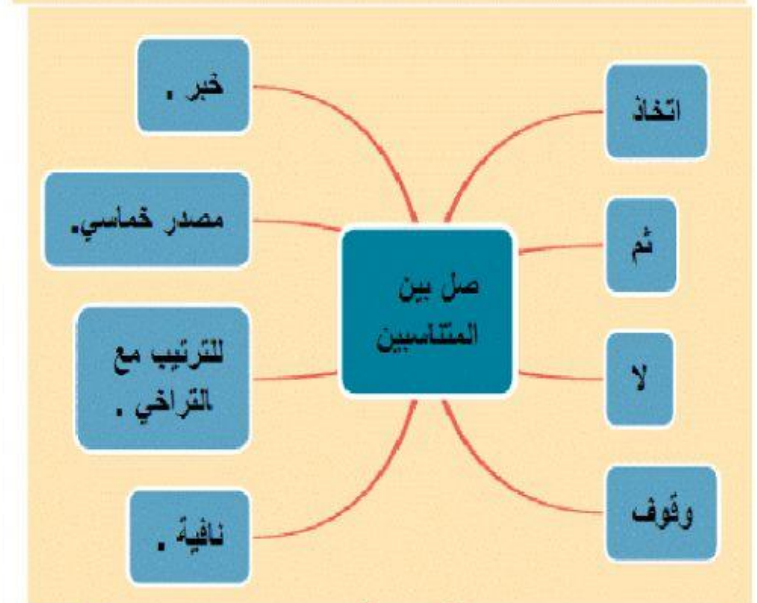 اتخاذ
ثم
لا
وقوف
صل بين
المتناسبين
خبر .
مصدر خماسي.
للترتيب مع
التراخي .
نافية .